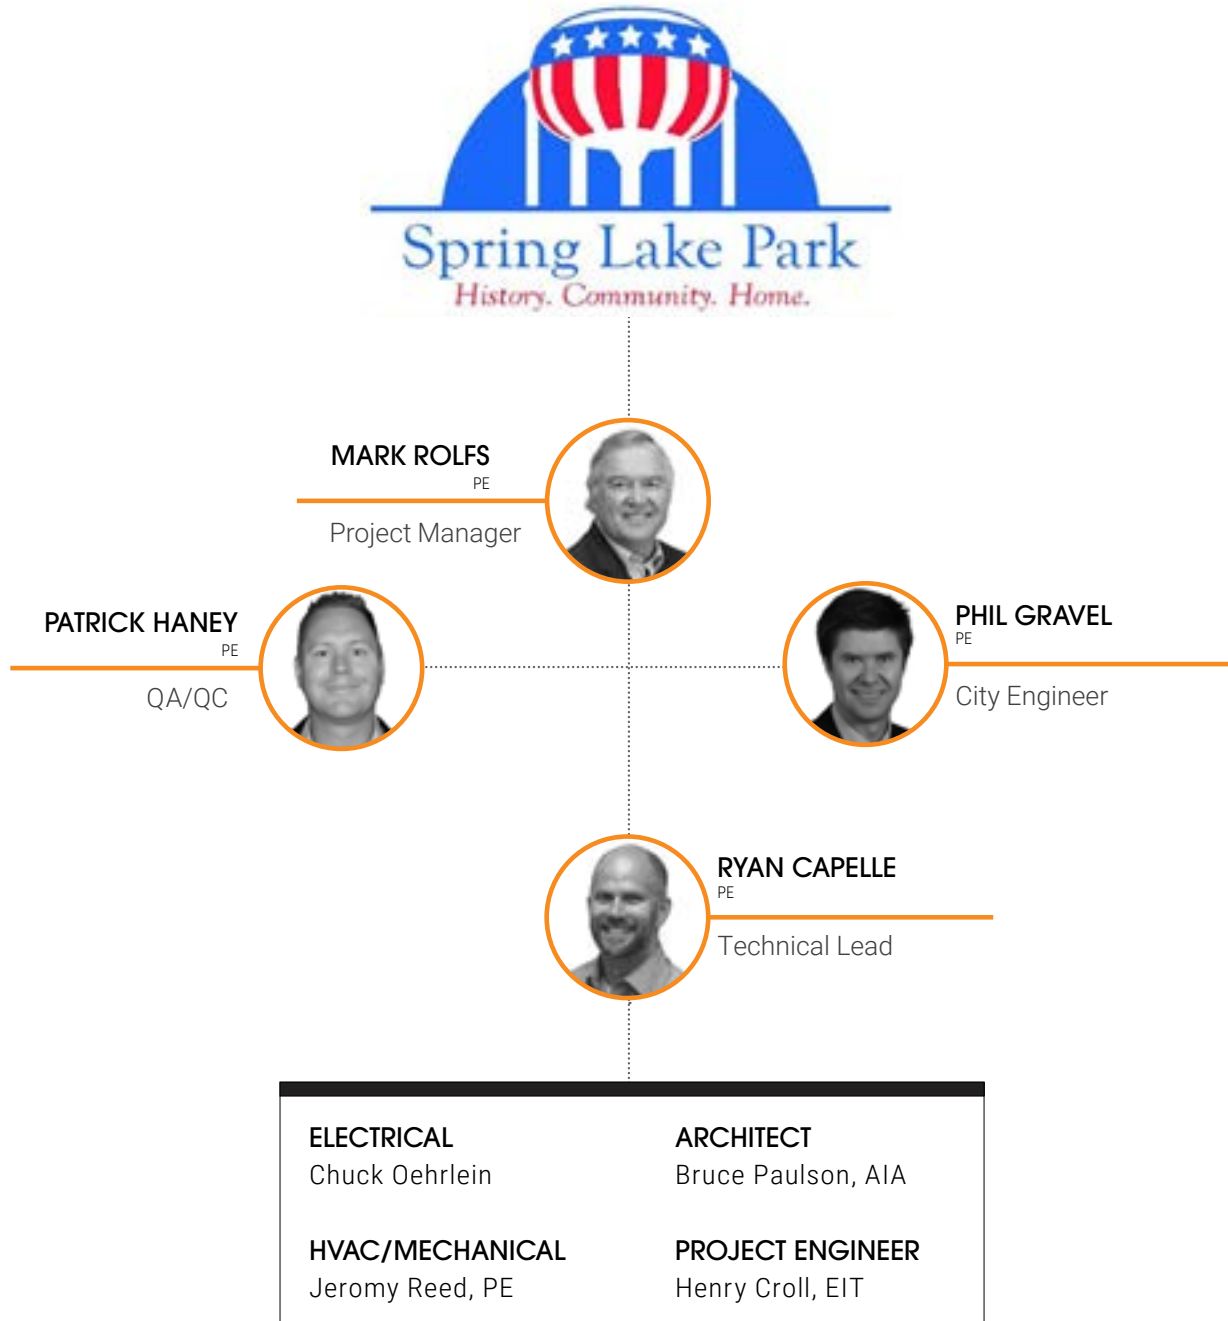 Spring Lake Park
History. Community. Home.
MARK ROLFS
PE
Project Manager
PATRICK HANEY
PE
QA/QC
PHIL GRAVEL
PE
City Engineer
RYAN CAPELLE
PE
Technical Lead
ELECTRICAL
Chuck Oehrlein
ARCHITECT
Bruce Paulson, AIA
HVAC/MECHANICAL
Jeromy Reed, PE
PROJECT ENGINEER
Henry Croll, EIT